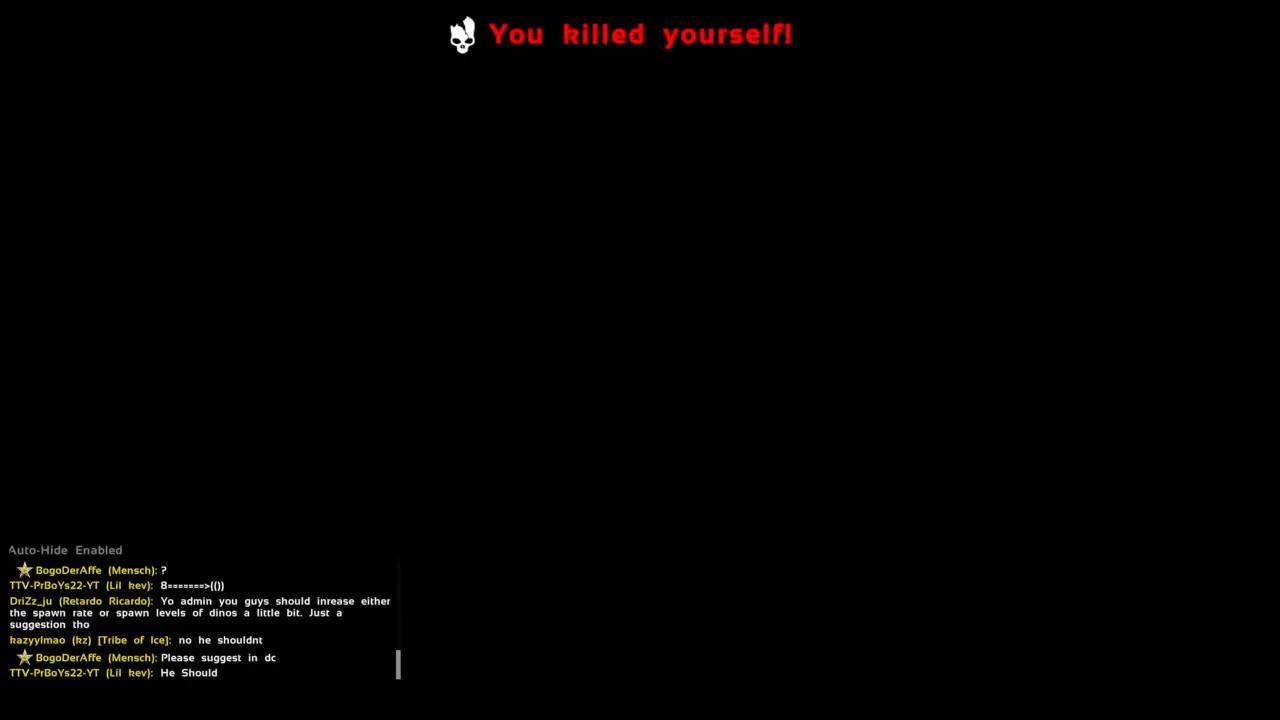 You killed yourself!
Auto-Hide Enabled
BogoDerAffe (Mensch): ?
TTV-PrBoYs22-YT (Lil kev): 8=======>(())
DriZz_ju (Retardo Ricardo): Yo admin you guys should inrease either
the spawn rate or spawn levels of dinos a little bit. Just a
suggestion tho
kazyylmao (kz) [Tribe of Ice]: no he shouldnt
BogoDerAffe (Mensch): Please suggest in dc
TTV-PrBoYs22-YT (Lil kev): He Should